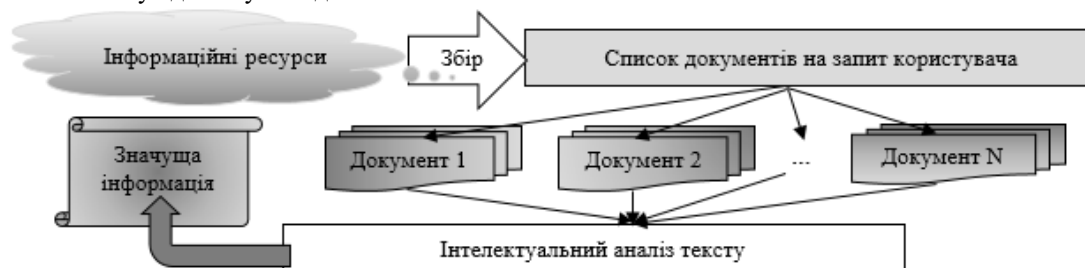 Інформаційні ресурси
Збір
Список документів на запит користувача
Значуща
інформація
Документ 1
Документ 2
...
Документ N
Інтелектуальний аналіз тексту